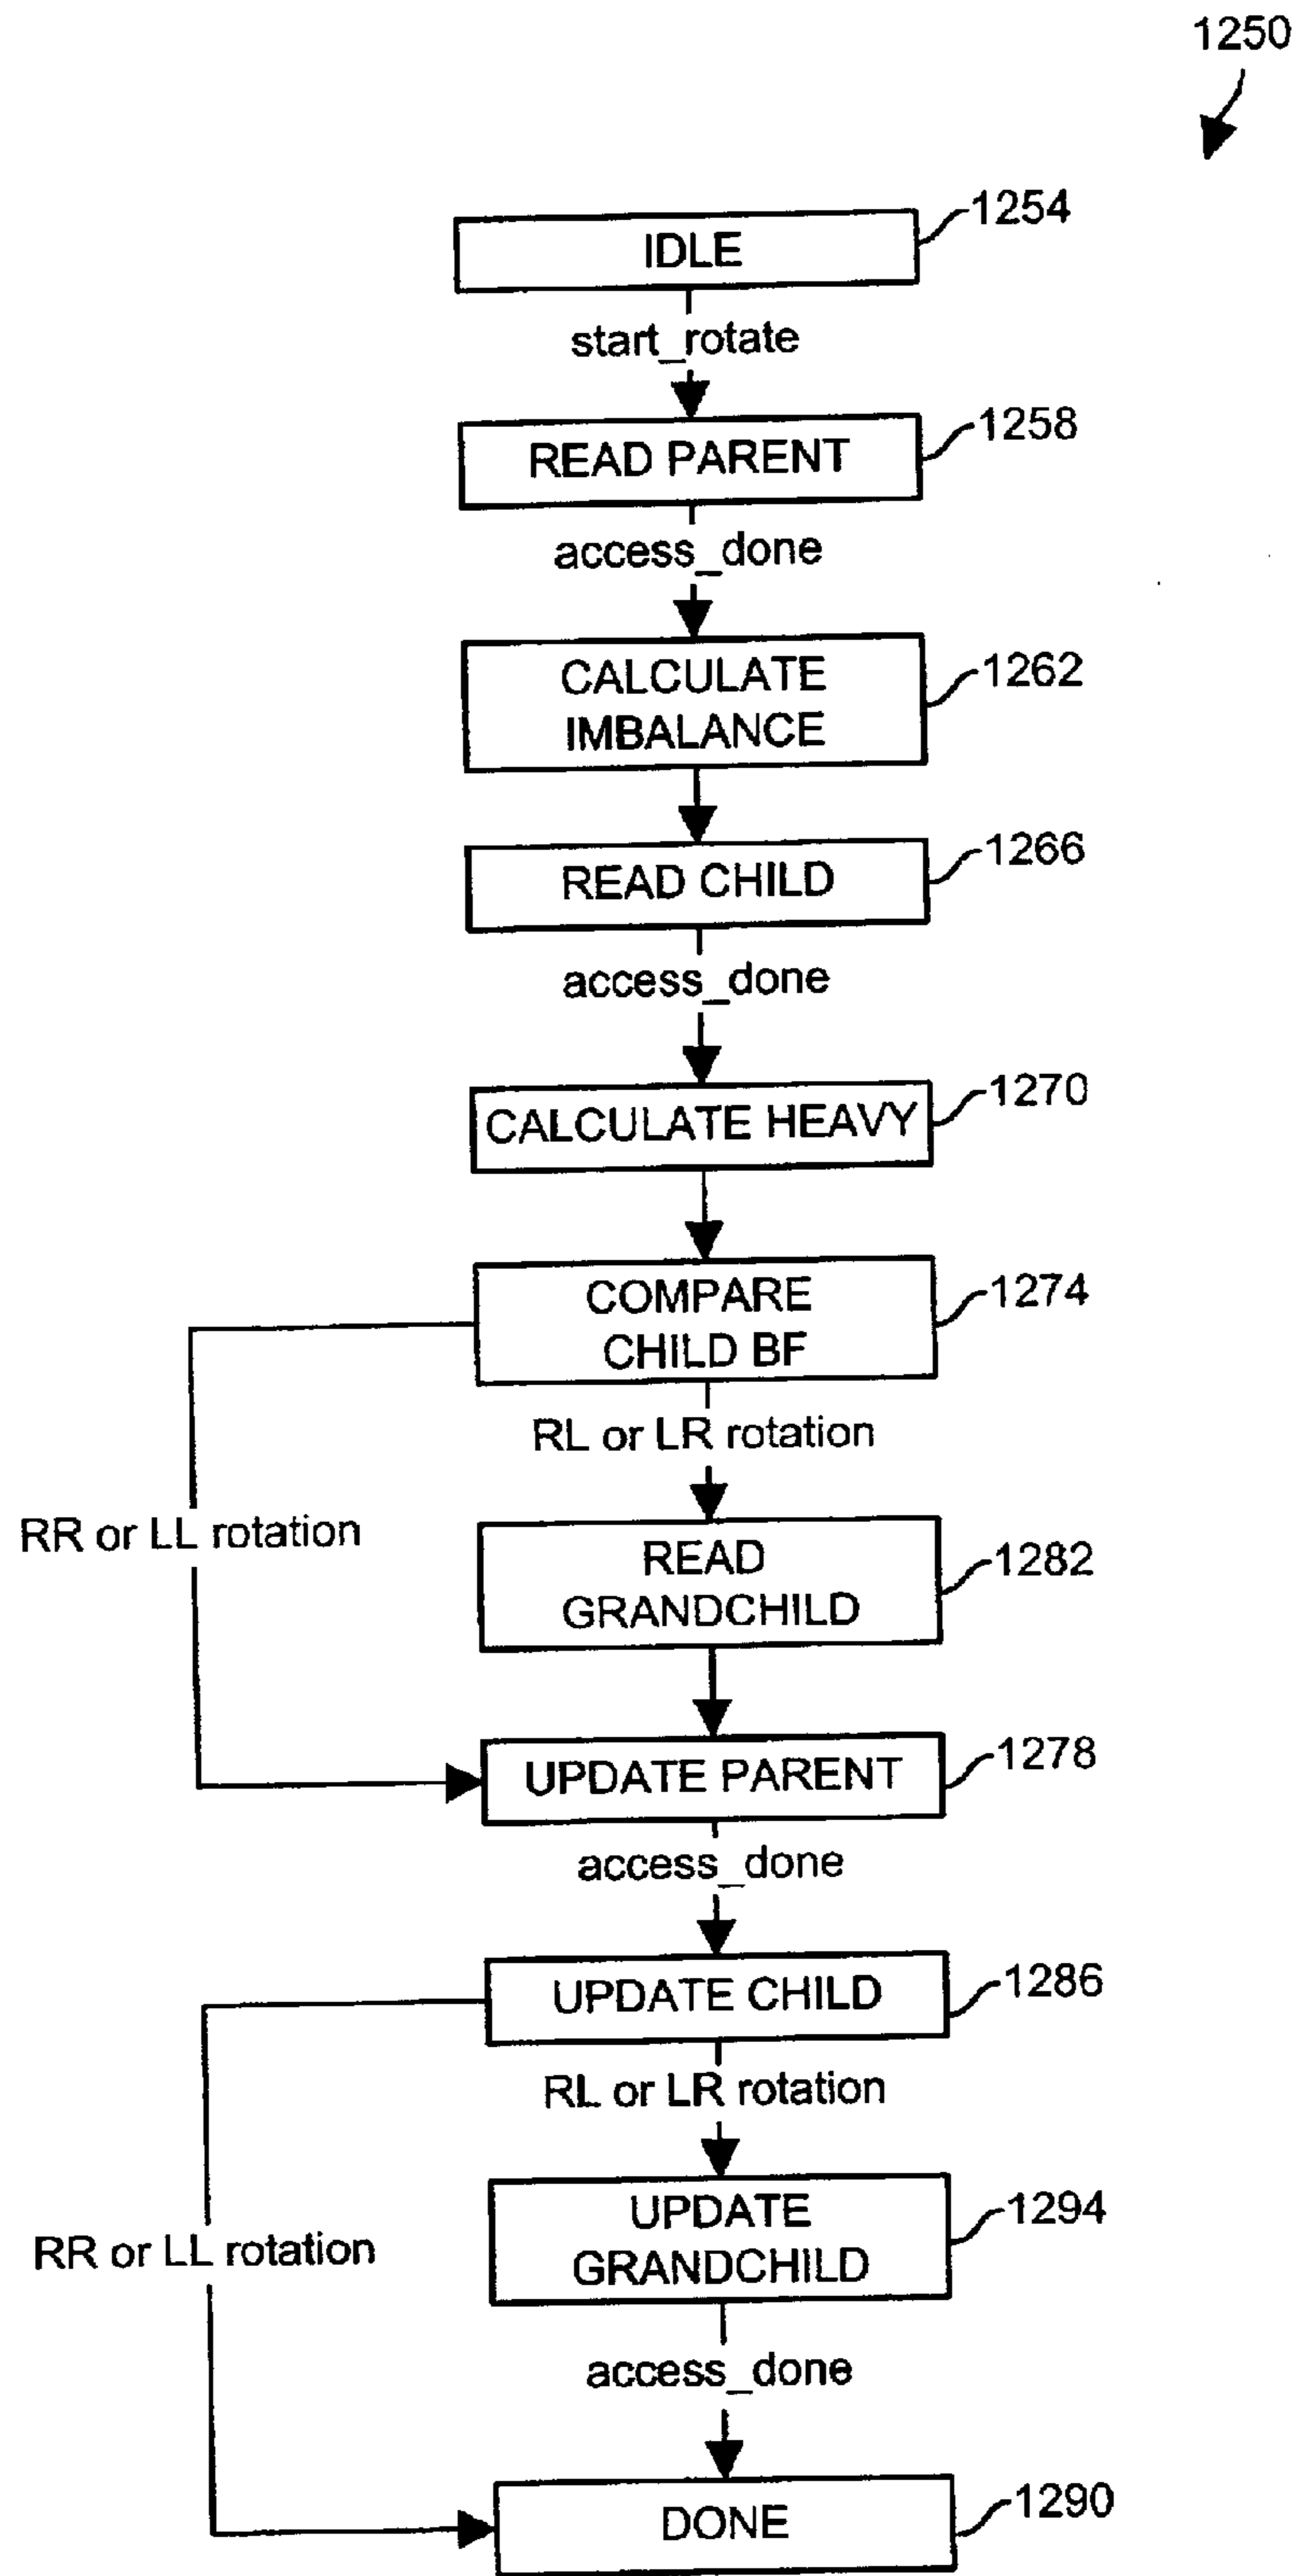 1250
IDLE
1254
start_rotate
READ PARENT
1258
access_done
CALCULATE
IMBALANCE
1262
READ CHILD
1266
access_done
CALCULATE HEAVY
1270
COMPARE
CHILD BF
1274
RL or LR rotation
RR or LL rotation
READ
GRANDCHILD
1282
UPDATE PARENT
1278
access_done
UPDATE CHILD
1286
RL or LR rotation
UPDATE
GRANDCHILD
1294
RR or LL rotation
access_done
DONE
1290